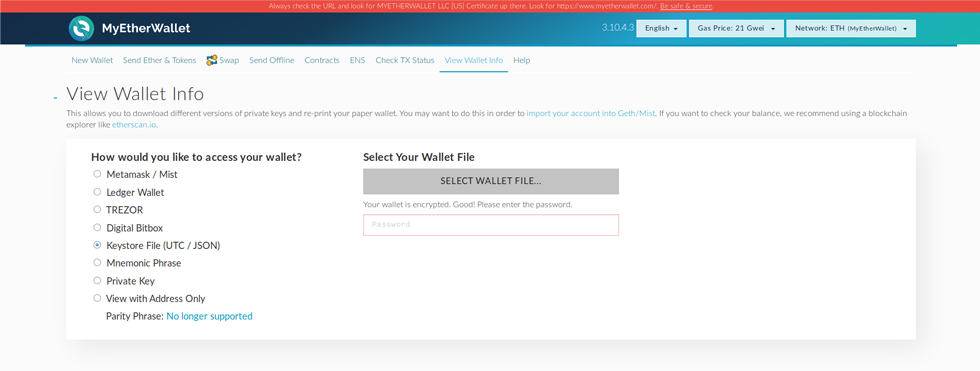 Always check the URL and look for MYETHERWALLET LLC [US] Certificate up there. Look for https://www.myetherwallet.com/. Be safe & secure.
MyEtherWallet
3.10.4.3 English Gas Price: 21 Gwei Network: ETH (MyEtherWallet)
New Wallet Send Ether & Tokens Swap Send Offline Contracts ENS Check TX Status View Wallet Info Help
View Wallet Info
This allows you to download different versions of private keys and re-print your paper wallet. You may want to do this in order to import your account into Geth/Mist. If you want to check your balance, we recommend using a blockchain
explorer like etherscan.io.
How would you like to access your wallet?
Metamask / Mist
Ledger Wallet
TREZOR
Digital Bitbox
Keystore File (UTC / JSON)
Mnemonic Phrase
Private Key
View with Address Only
Parity Phrase: No longer supported
Select Your Wallet File
SELECT WALLET FILE...
Your wallet is encrypted. Good! Please enter the password.
Password